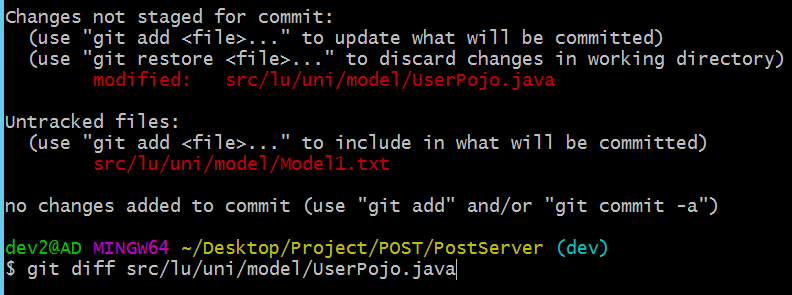 Changes not staged for commit:
(use "git add <file>..." to update what will be committed)
(use "git restore <file>..." to discard changes in working directory)
modified:   src/lu/uni/model/UserPojo.java
Untracked files:
(use "git add <file>..." to include in what will be committed)
src/lu/uni/model/Model1.txt
no changes added to commit (use "git add" and/or "git commit -a")
dev2@AD MINGW64 ~/Desktop/Project/POST/PostServer (dev)
$ git diff src/lu/uni/model/UserPojo.java